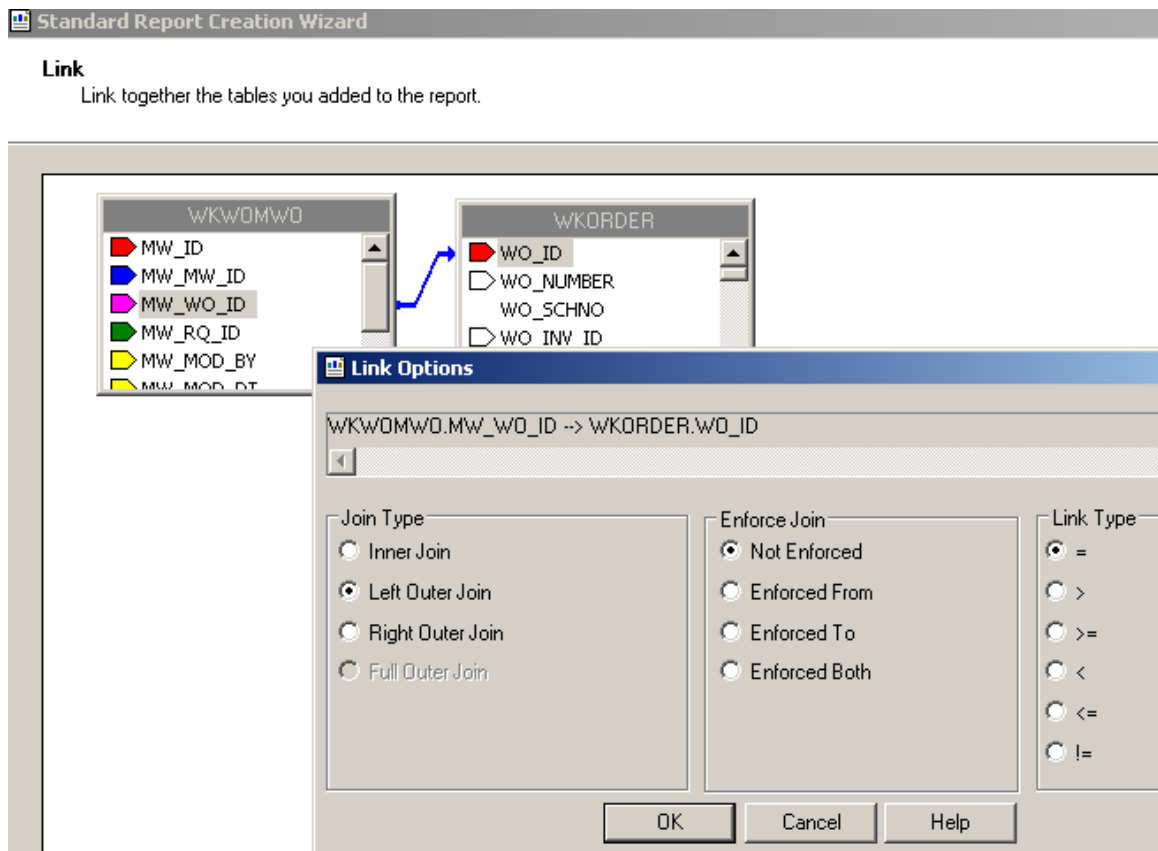 Standard Report Creation Wizard
Link
Link together the tables you added to the report.
WKWOMWO
MW_ID
MW_MW_ID
MW_WO_ID
MW_RQ_ID
MW_MOD_BY
MW_MOD_DT
WKORDER
WO_ID
WO_NUMBER
WO_SCHNO
WO_INV_ID
Link Options
WKWOMWO.MW_WO_ID --> WKORDER.WO_ID
Join Type
Inner Join
Left Outer Join
Right Outer Join
Full Outer Join
Enforce Join
Not Enforced
Enforced From
Enforced To
Enforced Both
Link Type
=
>
>=
<
<=
!=
OK Cancel Help